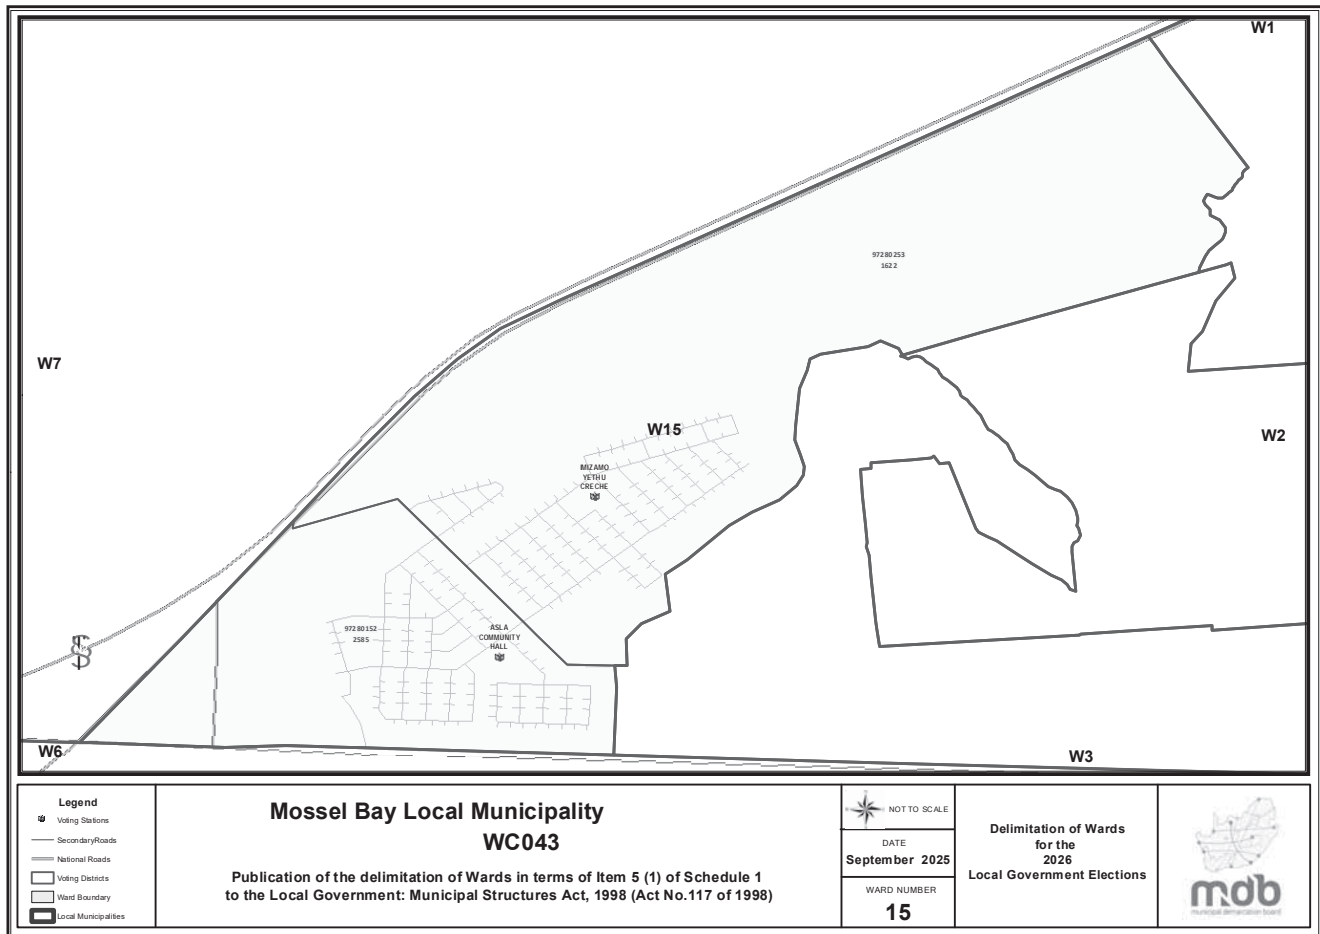 W1
97280253
1622
W7
W15
W2
IMIZAMO
YETHU
CRECHE
97280152
2585
ASLA
COMMUNITY
HALL
W6
W3
Legend
Voting Stations
SecondaryRoads
National Roads
Voting Districts
Ward Boundary
Local Municipalities
Mossel Bay Local Municipality
WC043
Publication of the delimitation of Wards in terms of Item 5 (1) of Schedule 1
to the Local Government: Municipal Structures Act, 1998 (Act No.117 of 1998)
NOT TO SCALE
DATE
September 2025
WARD NUMBER
15
Delimitation of Wards
for the
2026
Local Government Elections
mdb
municipal demarcation board